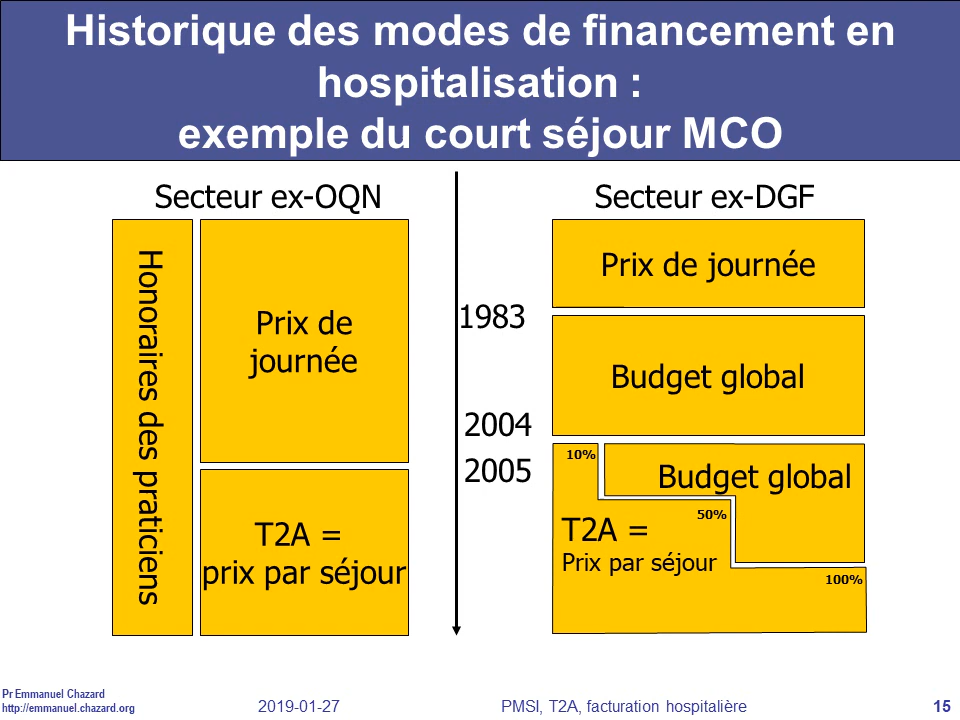 Historique des modes de financement en
hospitalisation :
exemple du court séjour MCO
Secteur ex-OQN
Secteur ex-DGF
Honoraires des praticiens
Prix de
journée
T2A =
prix par séjour
1983
2004
2005
Prix de journée
Budget global
10%
Budget global
50%
T2A =
Prix par séjour
100%
Pr Emmanuel Chazard
http://emmanuel.chazard.org
2019-01-27
PMSI, T2A, facturation hospitalière
15